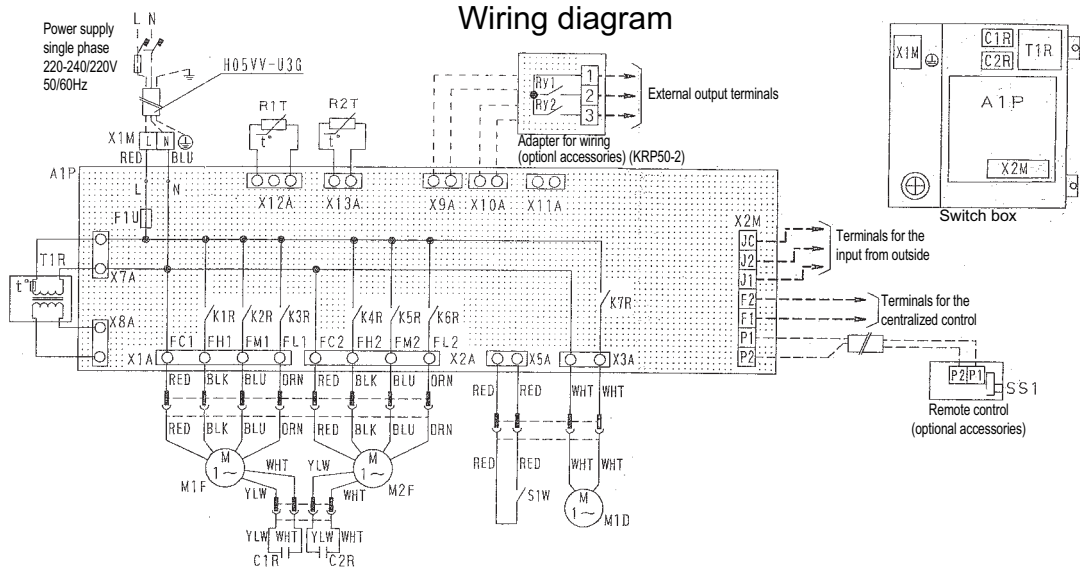 Wiring diagram
Power supply
single phase
220-240/220V
50/60Hz
L N
H05VV-U3G
X1M L N
RED BLU
A1P
L N
F1U
R1T
t°
R2T
t°
X12A X13A X9A X10A X11A
Ry1
Ry2
1
2
3
External output terminals
Adapter for wiring
(optionl accessories) (KRP50-2)
X1M
C1R
C2R
T1R
A1P
X2M
Switch box
X2M
JC
J2
J1
F2
F1
P1
P2
Terminals for the
input from outside
Terminals for the
centralized control
P2 P1
SS1
Remote control
(optional accessories)
T1R
t°
X7A
X8A
K1R K2R K3R K4R K5R K6R K7R
FC1 FH1 FM1 FL1 FC2 FH2 FM2 FL2
X1A X2A X5A X3A
RED BLK BLU ORN RED BLK BLU ORN RED RED WHT WHT
RED BLK BLU ORN RED BLK BLU ORN
RED RED WHT WHT
M
1~
M1F
M
1~
M2F
WHT YLW
YLW WHT
S1W
M
1~
M1D
YLW WHT YLW WHT
C1R C2R